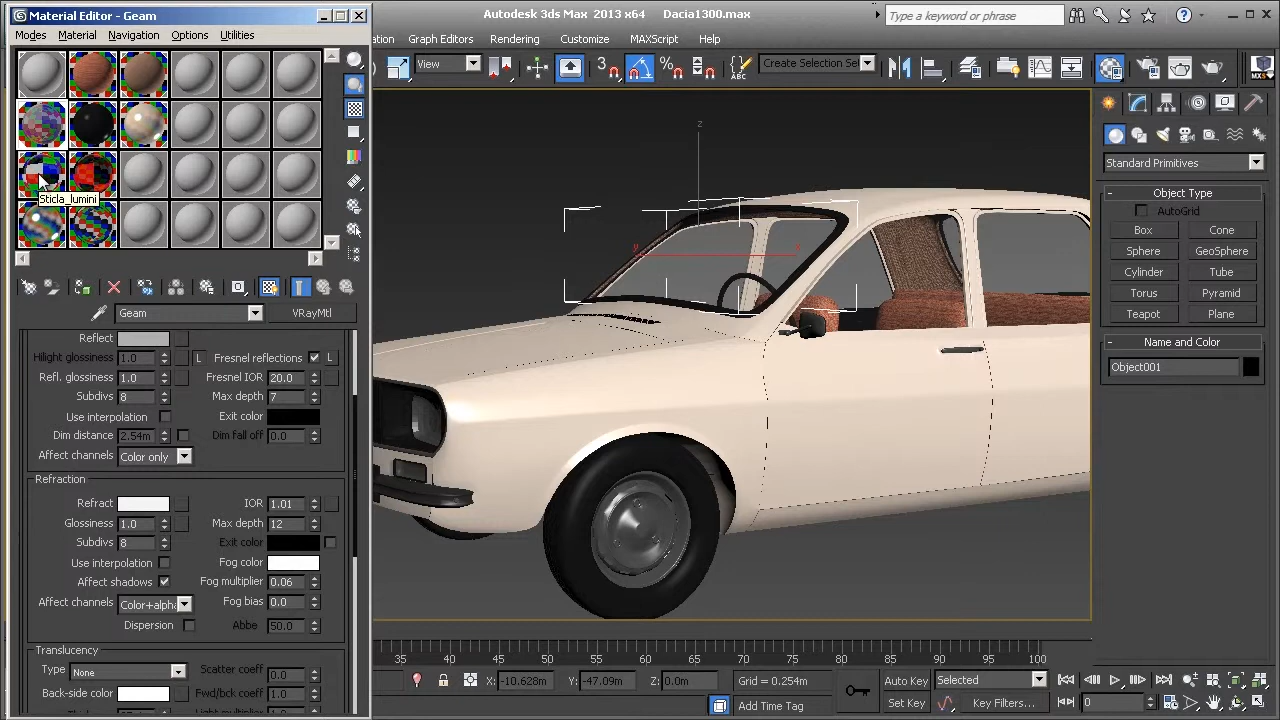 Material Editor - Geam
Autodesk 3ds Max 2013 x64 Dacia1300.max
Type a keyword or phrase
Modes Material Navigation Options Utilities
Graph Editors Rendering Customize MAXScript Help
View
Create Selection Se
Standard Primitives
Sticla_lumini
Object Type
AutoGrid
Box Cone
Sphere GeoSphere
Cylinder Tube
Torus Pyramid
Teapot Plane
Name and Color
Object001
Geam VRayMtl
Reflect
Hilight glossiness 1.0 L Fresnel reflections L
Refl. glossiness 1.0 Fresnel IOR 20.0
Subdivs 8 Max depth 7
Use interpolation Exit color
Dim distance 2.54m Dim fall off 0.0
Affect channels Color only
Refraction
Refract IOR 1.01
Glossiness 1.0 Max depth 12
Subdivs 8 Exit color
Use interpolation Fog color
Affect shadows Fog multiplier 0.06
Affect channels Color+alpha Fog bias 0.0
Dispersion Abbe 50.0
Translucency
Type None Scatter coeff 0.0
Back-side color Fwd/bck coeff 1.0
Light multiplier
z
y
x
35 40 45 50 55 60 65 70 75 80 85 90 95 100
X: -10.628m Y: -47.09m Z: 0.0m Grid = 0.254m
Add Time Tag
Auto Key Selected
Set Key Key Filters...
0